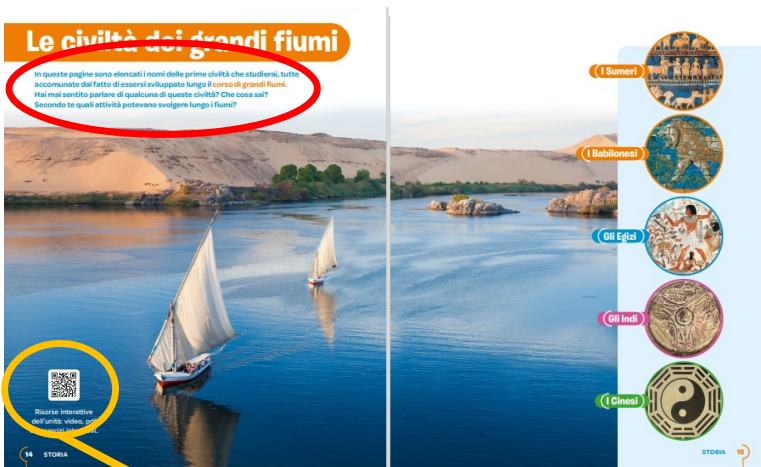 Le civiltà dei grandi fiumi
In queste pagine sono elencati i nomi delle prime civiltà che studierai, tutte
accomunate dal fatto di essersi sviluppate lungo il corso di grandi fiumi.
Hai mai sentito parlare di qualcuna di queste civiltà? Che cosa sai?
Secondo te quali attività potevano svolgere lungo i fiumi?
Risorse interattive
dell'unità: video, pdf,
esercizi interattivi.
14 STORIA
I Sumeri
I Babilonesi
Gli Egizi
Gli Indi
I Cinesi
STORIA 15